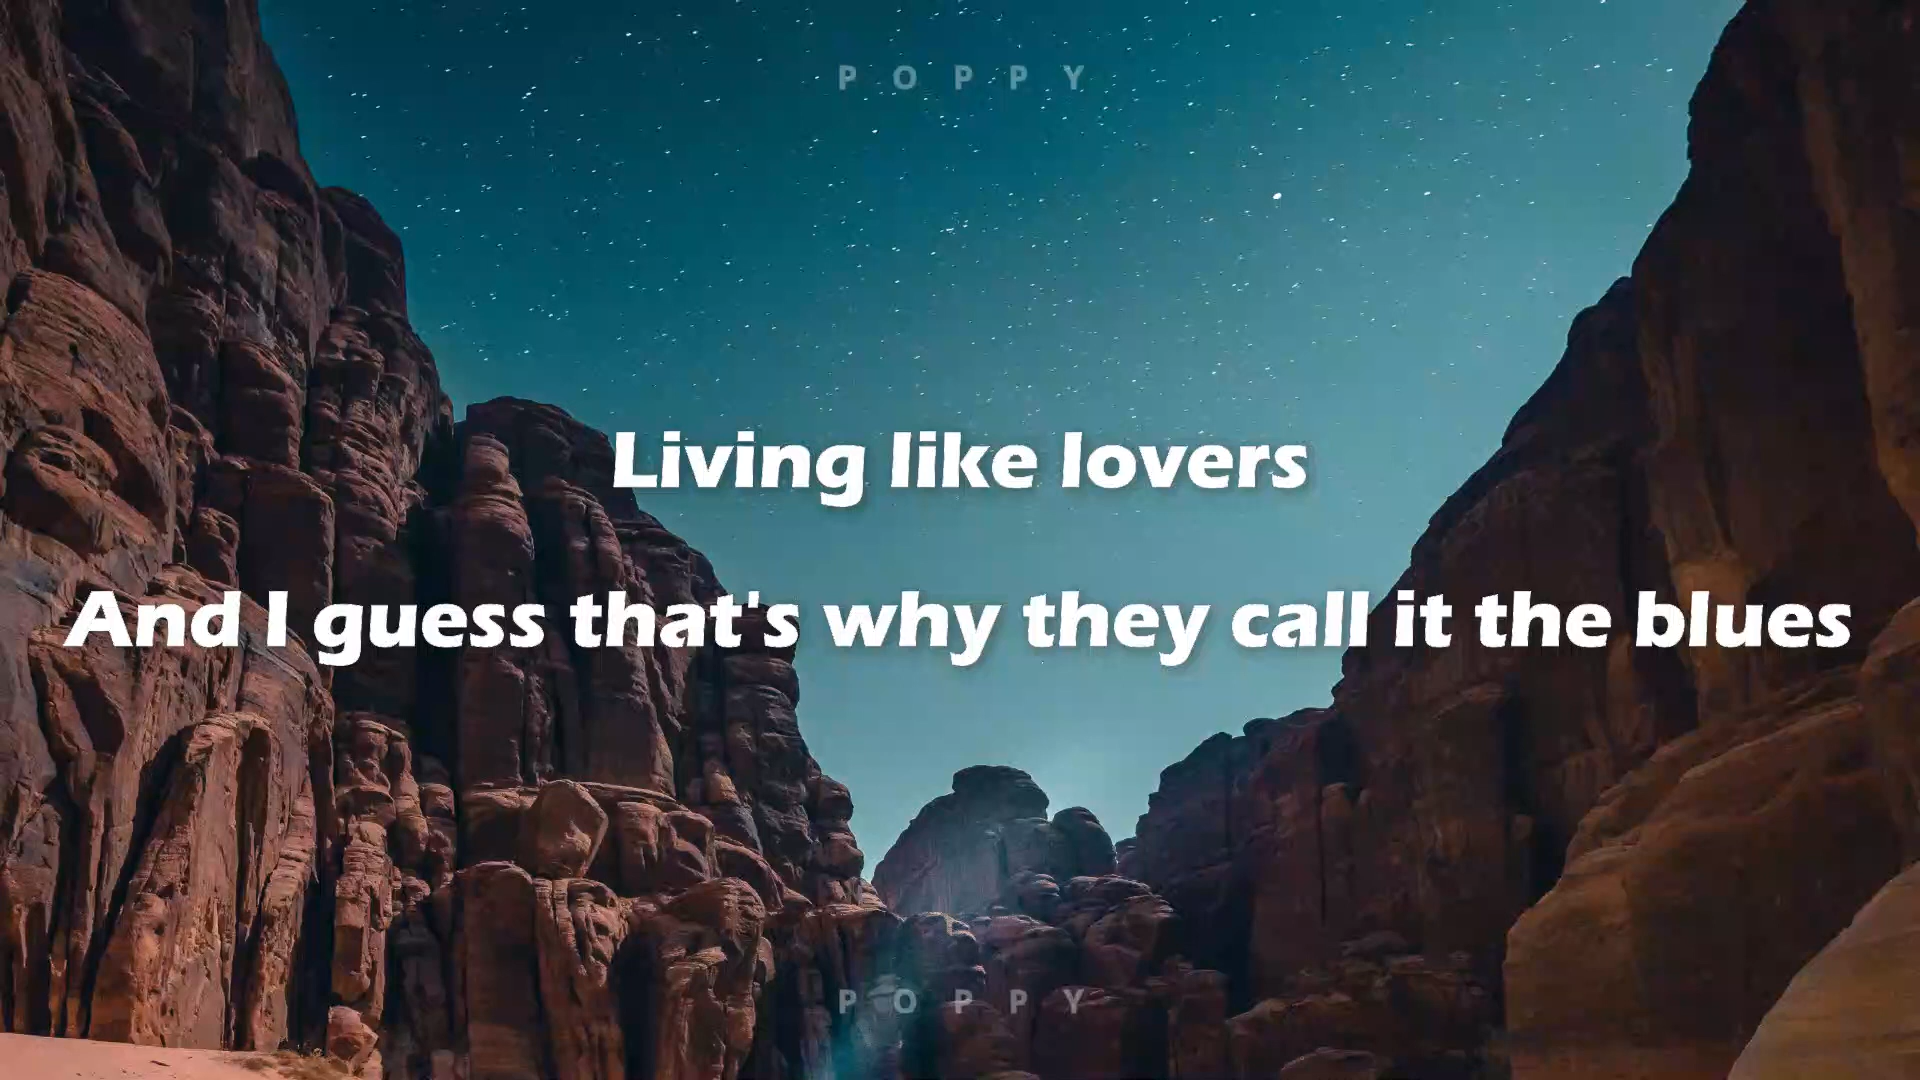 P O P P Y
Living like lovers
And I guess that's why they call it the blues
P O P P Y